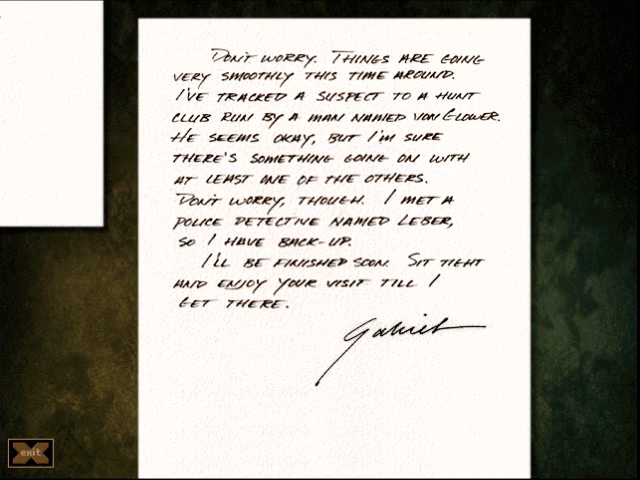 DON'T WORRY. THINGS ARE GOING
VERY SMOOTHLY THIS TIME AROUND.
I'VE TRACKED A SUSPECT TO A HUNT
CLUB RUN BY A MAN NAMED VON GLOWER.
HE SEEMS OKAY, BUT I'M SURE
THERE'S SOMETHING GOING ON WITH
AT LEAST ONE OF THE OTHERS.
DON'T WORRY, THOUGH. I MET A
POLICE DETECTIVE NAMED LEBER,
SO I HAVE BACK-UP.
I'LL BE FINISHED SOON. SIT TIGHT
AND ENJOY YOUR VISIT TILL I
GET THERE.
Gabriel
exit